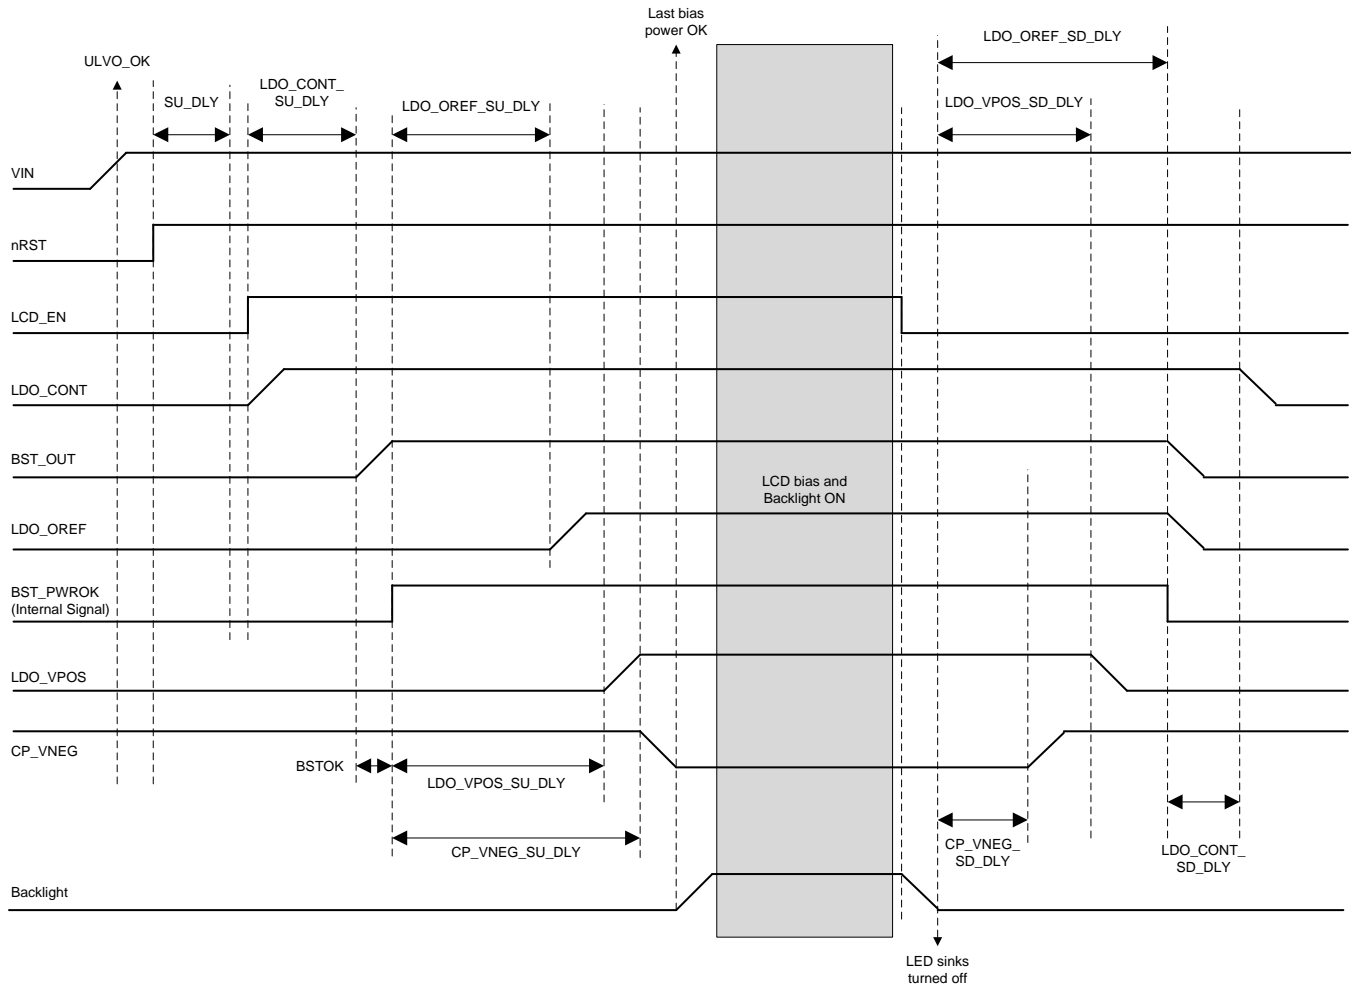 Last bias
power OK
LDO_OREF_SD_DLY
ULVO_OK
LDO_CONT_
SU_DLY
SU_DLY
LDO_OREF_SU_DLY
LDO_VPOS_SD_DLY
VIN
nRST
LCD_EN
LDO_CONT
BST_OUT
LCD bias and
Backlight ON
LDO_OREF
BST_PWROK
(Internal Signal)
LDO_VPOS
CP_VNEG
BSTOK
LDO_VPOS_SU_DLY
CP_VNEG_SU_DLY
CP_VNEG_
SD_DLY
LDO_CONT_
SD_DLY
Backlight
LED sinks
turned off